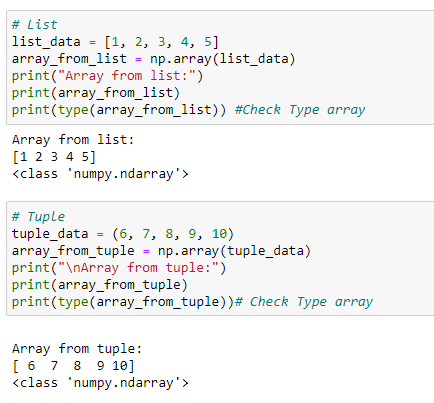 # List
list_data = [1, 2, 3, 4, 5]
array_from_list = np.array(list_data)
print("Array from list:")
print(array_from_list)
print(type(array_from_list)) #Check Type array
Array from list:
[1 2 3 4 5]
<class 'numpy.ndarray'>
# Tuple
tuple_data = (6, 7, 8, 9, 10)
array_from_tuple = np.array(tuple_data)
print("\nArray from tuple:")
print(array_from_tuple)
print(type(array_from_tuple))# Check Type array
Array from tuple:
[ 6  7  8  9 10]
<class 'numpy.ndarray'>